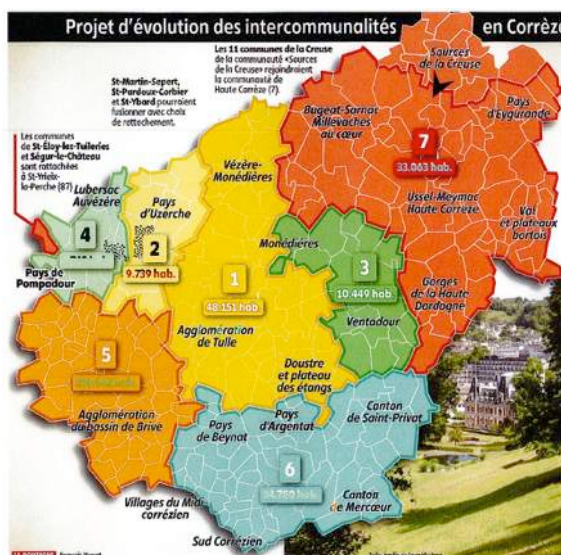 Projet d'évolution des intercommunalités en Corrèze
Les 11 communes de la Creuse
de la communauté «Sources
de la Creuse» rejoindraient
la communauté de
Haute Corrèze (7).
St-Martin-Sepert,
St-Pardoux-Corbier
et St-Ybard pourraient
fusionner avec choix
de rattachement.
Les communes
de St-Éloy-les-Tuileries
et Ségur-le-Château
sont rattachées
à St-Yrieix-
la-Perche (87)
Sources
de la Creuse
Pays
d'Eygurande
Bugeat-Sornac
Millevaches
au cœur
7
33.063 hab.
Ussel-Meymac
Haute Corrèze
Val
et plateaux
bortois
Gorges
de la Haute
Dordogne
Vézère-
Monédières
Lubersac
Auvézère
Pays
d'Uzerche
4
Pays de
Pompadour
2
9.739 hab.
1
48.151 hab.
Agglomération
de Tulle
Monédières
3
10.449 hab.
Ventadour
Doustre
et plateau
des étangs
5
Agglomération
du bassin de Brive
Pays
de Beynat
Pays
d'Argentat
Canton
de Saint-Privat
6
hab.
Canton
de Mercœur
Villages du Midi
corrézien
Sud Corrézien